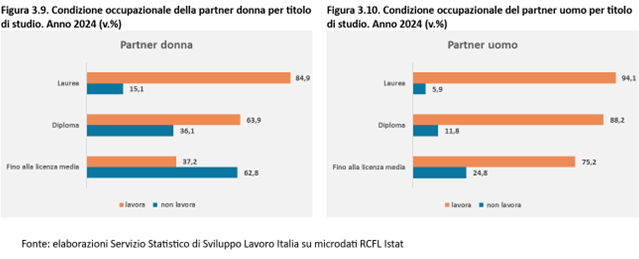 Figura 3.9. Condizione occupazionale della partner donna per titolo
di studio. Anno 2024 (v.%)
Partner donna
Laurea
84,9
15,1
Diploma
63,9
36,1
Fino alla licenza media
37,2
62,8
lavora non lavora
Figura 3.10. Condizione occupazionale del partner uomo per titolo
di studio. Anno 2024 (v.%)
Partner uomo
Laurea
94,1
5,9
Diploma
88,2
11,8
Fino alla licenza media
75,2
24,8
lavora non lavora
Fonte: elaborazioni Servizio Statistico di Sviluppo Lavoro Italia su microdati RCFL Istat